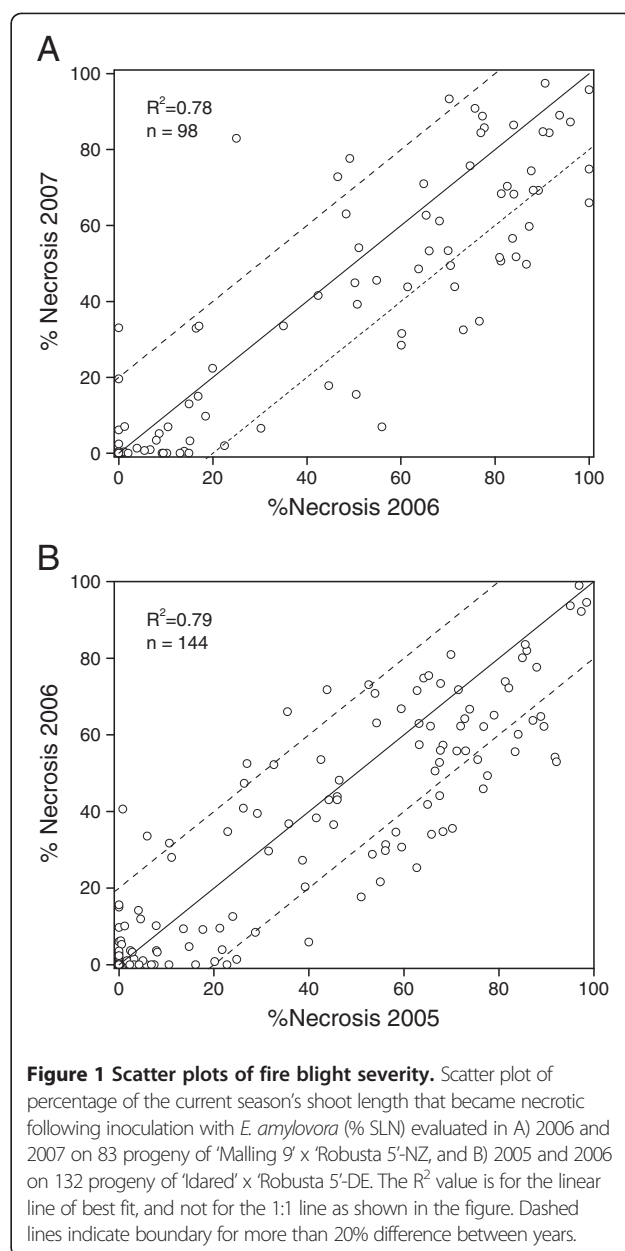 A
R²=0.78
n = 98
% Necrosis 2007
100
80
60
40
20
0
0 20 40 60 80 100
%Necrosis 2006
B
R²=0.79
n = 144
% Necrosis 2006
100
80
60
40
20
0
0 20 40 60 80 100
%Necrosis 2005
Figure 1 Scatter plots of fire blight severity. Scatter plot of
percentage of the current season's shoot length that became necrotic
following inoculation with E. amylovora (% SLN) evaluated in A) 2006 and
2007 on 83 progeny of 'Malling 9' x 'Robusta 5'-NZ, and B) 2005 and 2006
on 132 progeny of 'Idared' x 'Robusta 5'-DE. The R² value is for the linear
line of best fit, and not for the 1:1 line as shown in the figure. Dashed
lines indicate boundary for more than 20% difference between years.